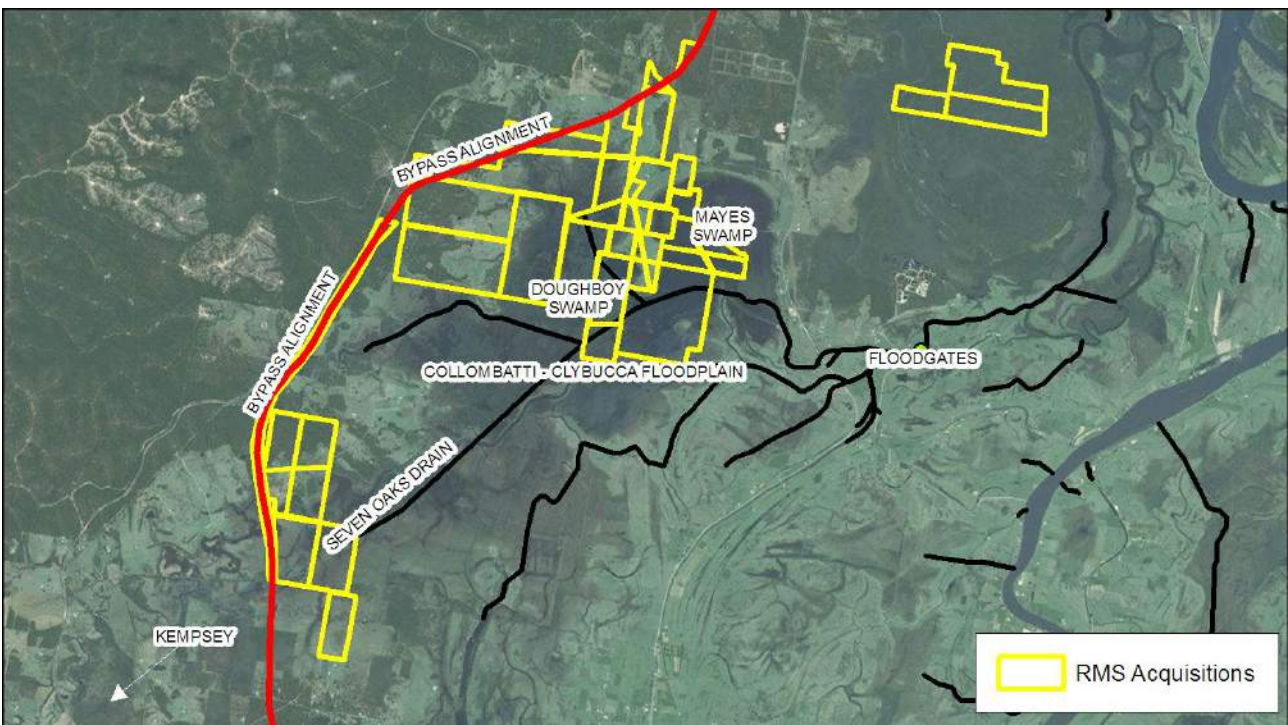 BYPASS ALIGNMENT
MAYES
SWAMP
DOUGHBOY
SWAMP
BYPASS ALIGNMENT
FLOODGATES
COLLOMBATTI - CLYBUCCA FLOODPLAIN
SEVEN OAKS DRAIN
KEMPSEY
RMS Acquisitions